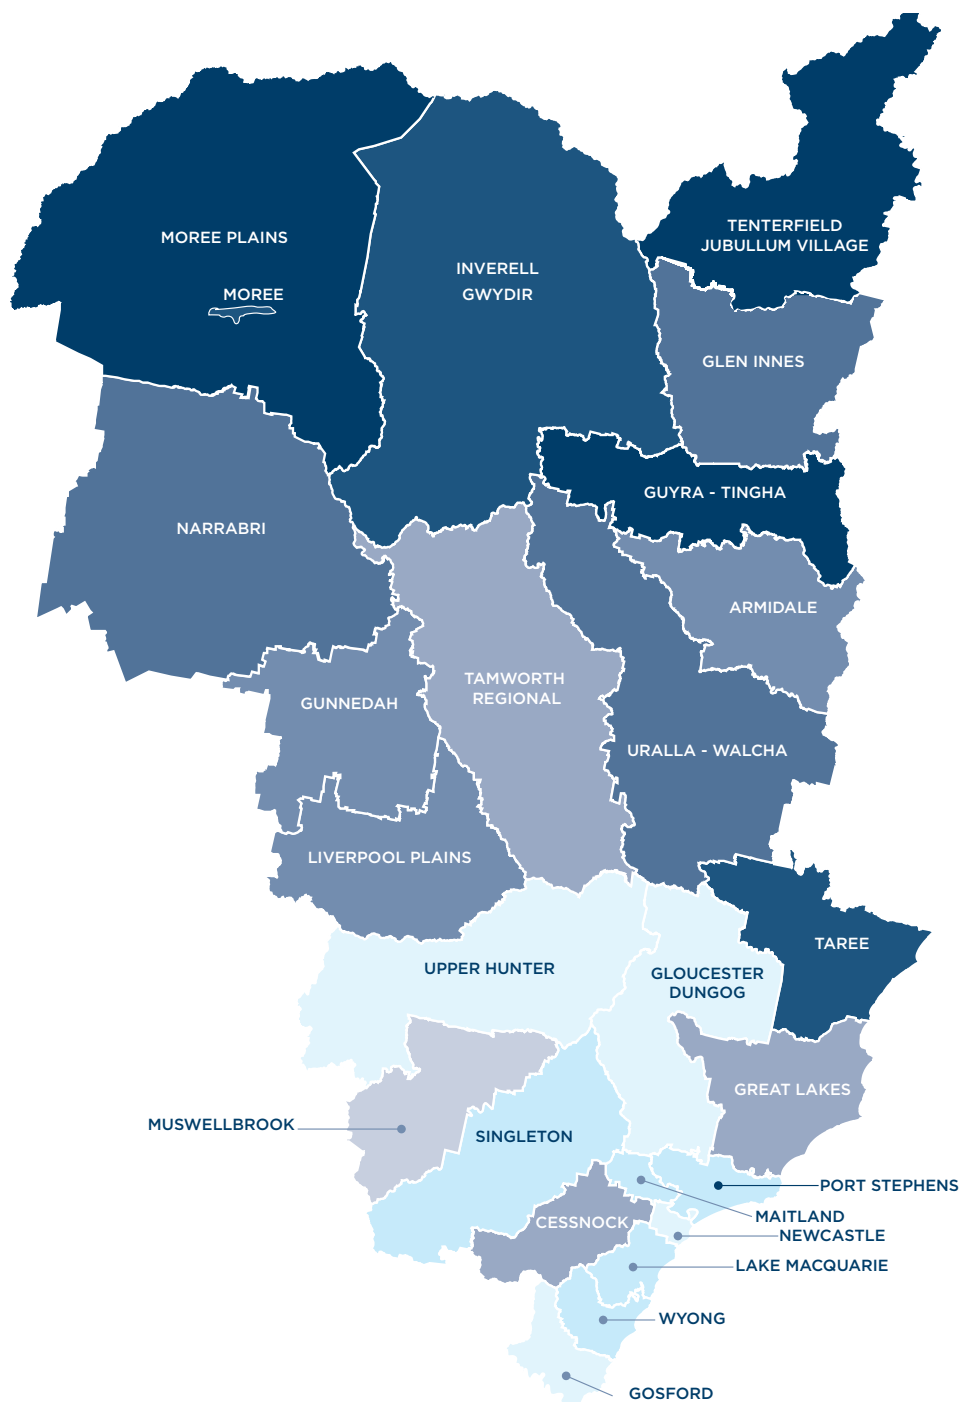 TENTERFIELD
JUBULLUM VILLAGE
MOREE PLAINS
INVERELL
GWYDIR
MOREE
GLEN INNES
GUYRA - TINGHA
NARRABRI
ARMIDALE
TAMWORTH
REGIONAL
GUNNEDAH
URALLA - WALCHA
LIVERPOOL PLAINS
TAREE
UPPER HUNTER
GLOUCESTER
DUNGOG
GREAT LAKES
MUSWELLBROOK
SINGLETON
PORT STEPHENS
MAITLAND
CESSNOCK
NEWCASTLE
LAKE MACQUARIE
WYONG
GOSFORD